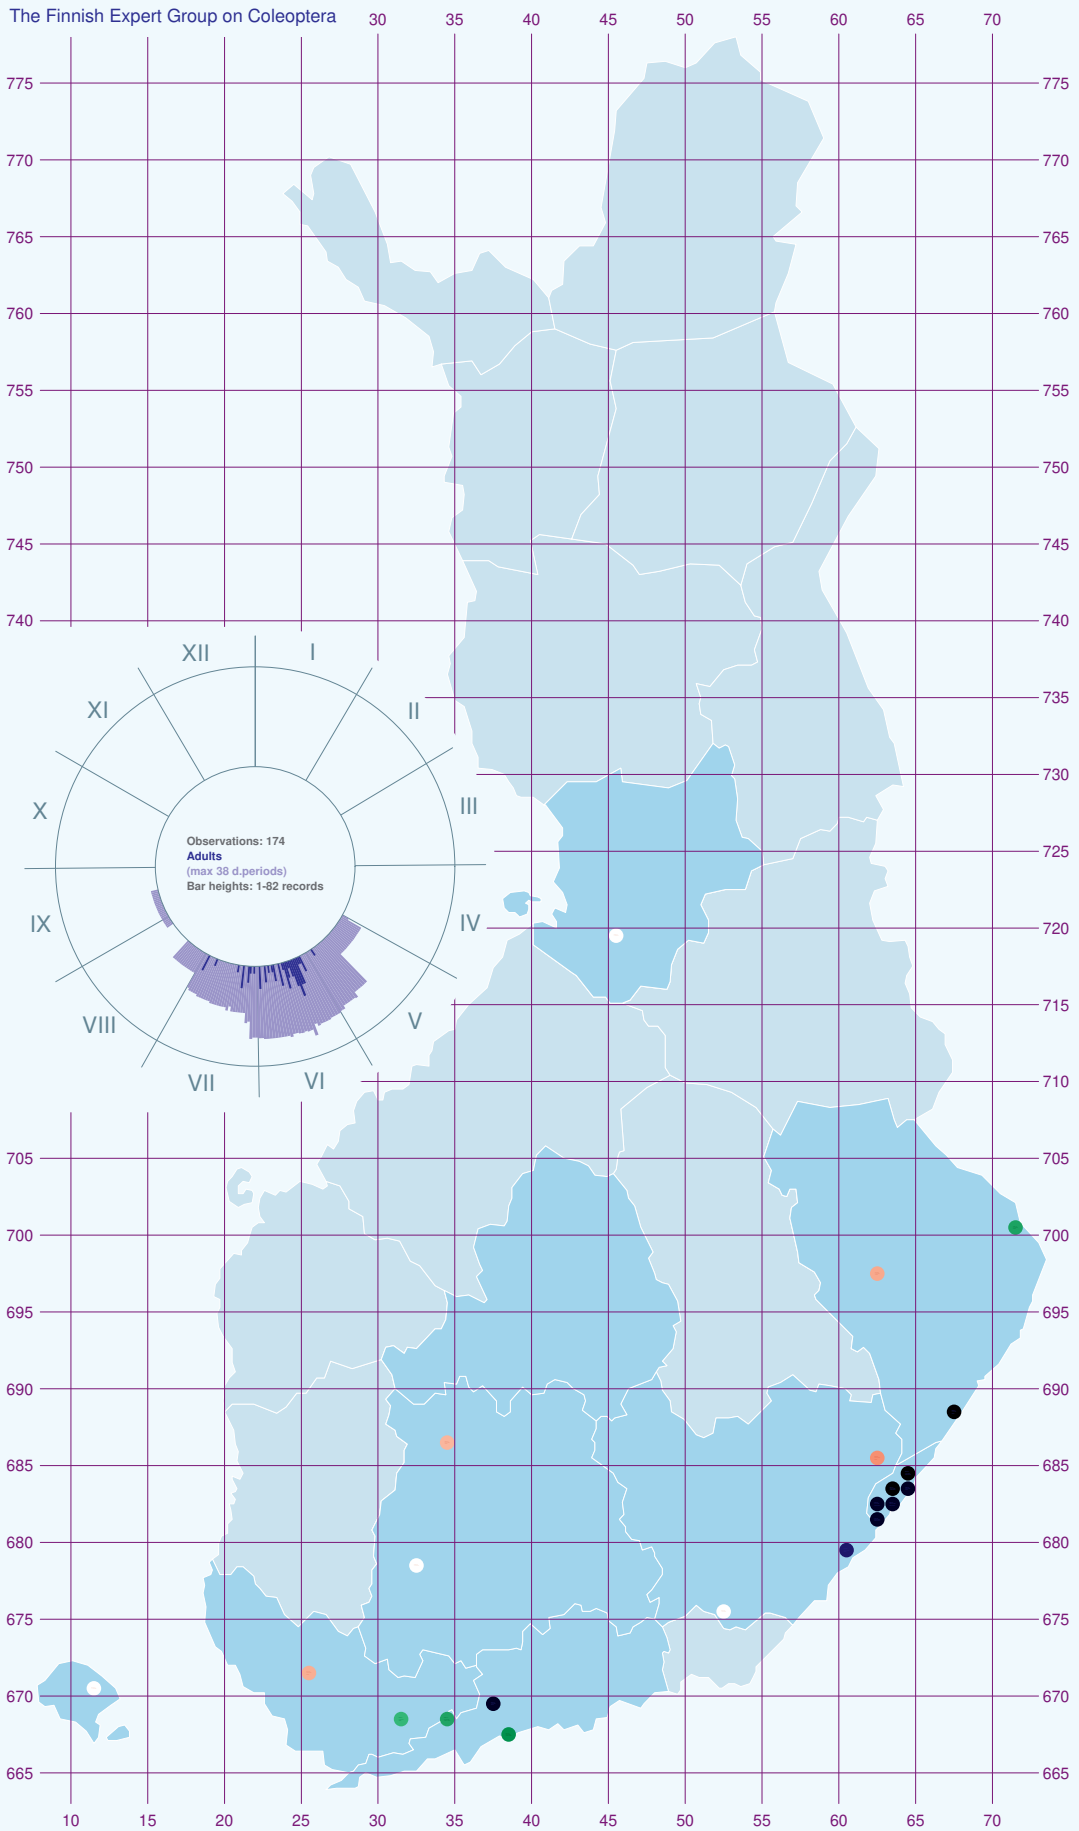 The Finnish Expert Group on Coleoptera 30 35 40 45 50 55 60 65 70
775 775
770 770
765 765
760 760
755 755
750 750
745 745
740 740
XII I
735
XI II
730
X III
Observations: 174
Adults
(max 38 d.periods)
Bar heights: 1-82 records
725
IX IV
720
VIII V
715
VII VI
710
705 705
700 700
695 695
690 690
685 685
680 680
675 675
670 670
665 665
10 15 20 25 30 35 40 45 50 55 60 65 70